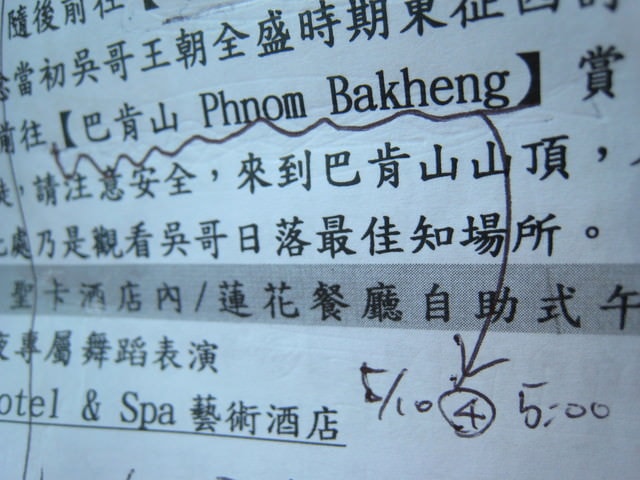 隨後前往【
當初吳哥王朝全盛時期東征西討
前往【巴肯山 Phnom Bakheng】賞
徒，請注意安全，來到巴肯山山頂，
此處乃是觀看吳哥日落最佳知場所。
聖卡酒店內/蓮花餐廳自助式午
專屬舞蹈表演
otel & Spa 藝術酒店
5/10 ④ 5:00